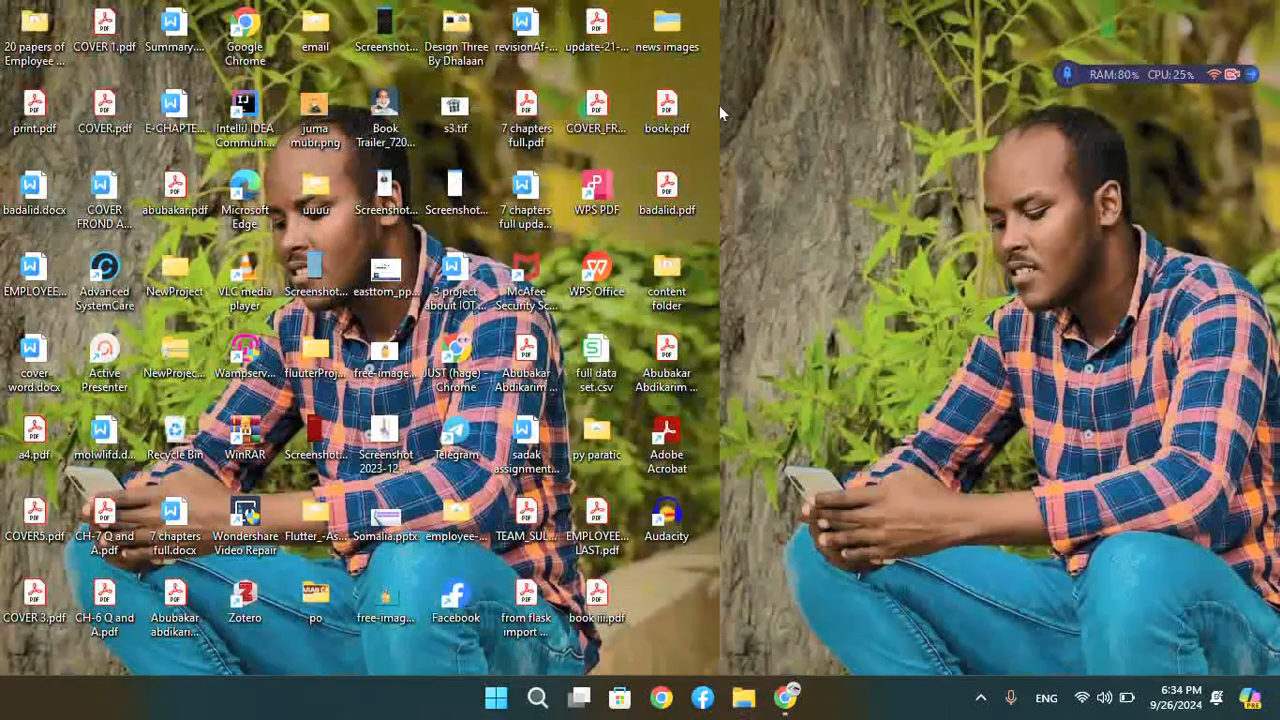 20 papers of
Employee ...
COVER 1.pdf
Summary....
Google
Chrome
email
Screenshot...
Design Three
By Dhalaan
revisionAf-...
update-21-...
news images
RAM:80% CPU:25%
print.pdf
COVER.pdf
E-CHAPTE...
IntelliJ IDEA
Communi...
juma
mubr.png
Book
Trailer_720...
s3.tif
7 chapters
full.pdf
COVER_FR...
book.pdf
badalid.docx
COVER
FROND A...
abubakar.pdf
Microsoft
Edge
uuuu
Screenshot...
Screenshot...
7 chapters
full upda...
WPS PDF
badalid.pdf
EMPLOYEE...
Advanced
SystemCare
NewProject
VLC media
player
Screenshot...
easttom_pp...
3 project
abouit IOT...
McAfee
Security Sc...
WPS Office
content
folder
cover
word.docx
Active
Presenter
NewProjec...
Wampserv...
fluuterProj...
free-image...
JUST (hage) -
Chrome
Abubakar
Abdikarim ...
full data
set.csv
Abubakar
Abdikarim ...
a4.pdf
molwlifd.d...
Recycle Bin
WinRAR
Screenshot...
Screenshot
2023-12-...
Telegram
sadak
assignment...
py paratic
Adobe
Acrobat
COVER5.pdf
CH-7 Q and
A.pdf
7 chapters
full.docx
Wondershare
Video Repair
Flutter_-As...
Somalia.pptx
employee-...
TEAM_SUL...
EMPLOYEE...
LAST.pdf
Audacity
COVER 3.pdf
CH-6 Q and
A.pdf
Abubakar
abdikari...
Zotero
po
free-imag...
Facebook
from flask
import ...
book iii.pdf
ENG
6:34 PM
9/26/2024
PRE